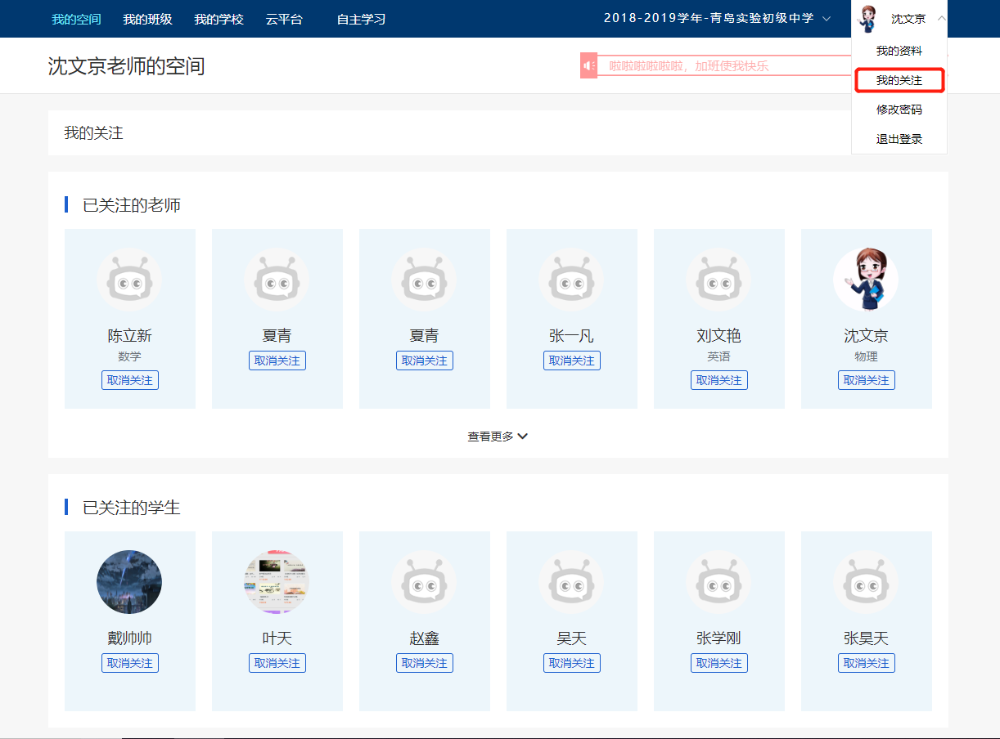 我的空间 我的班级 我的学校 云平台 自主学习 2018-2019学年-青岛实验初级中学 沈文京
我的资料
沈文京老师的空间 啦啦啦啦啦啦，加班使我快乐
我的关注
修改密码
退出登录
我的关注
已关注的老师
陈立新 夏青 夏青 张一凡 刘文艳 沈文京
数学 英语 物理
取消关注 取消关注 取消关注
取消关注 取消关注 取消关注
查看更多
已关注的学生
戴帅帅 叶天 赵鑫 吴天 张学刚 张昊天
取消关注 取消关注 取消关注 取消关注 取消关注 取消关注